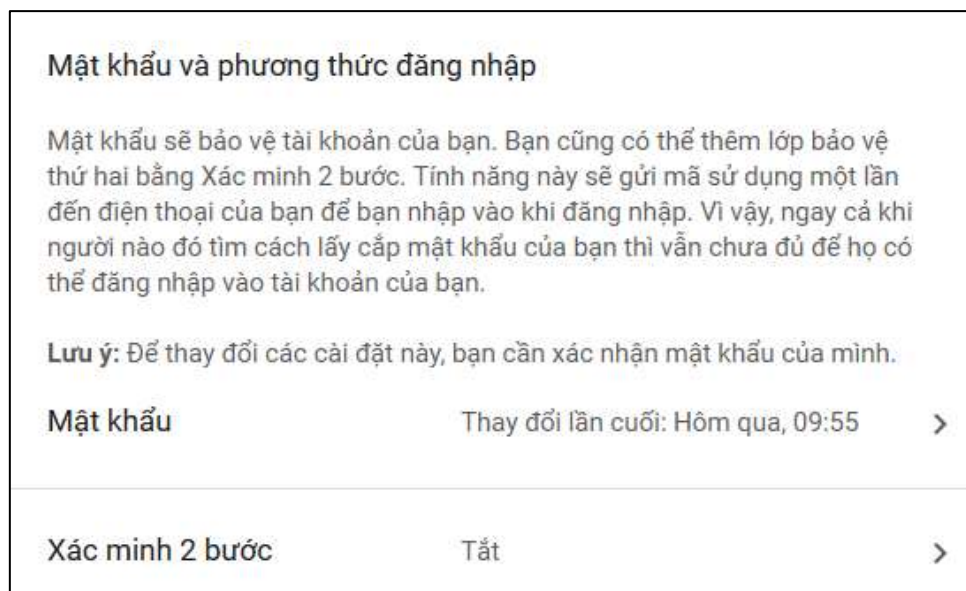 Mật khẩu và phương thức đăng nhập
Mật khẩu sẽ bảo vệ tài khoản của bạn. Bạn cũng có thể thêm lớp bảo vệ
thứ hai bằng Xác minh 2 bước. Tính năng này sẽ gửi mã sử dụng một lần
đến điện thoại của bạn để bạn nhập vào khi đăng nhập. Vì vậy, ngay cả khi
người nào đó tìm cách lấy cắp mật khẩu của bạn thì vẫn chưa đủ để họ có
thể đăng nhập vào tài khoản của bạn.
Lưu ý: Để thay đổi các cài đặt này, bạn cần xác nhận mật khẩu của mình.
Mật khẩu Thay đổi lần cuối: Hôm qua, 09:55
Xác minh 2 bước Tắt